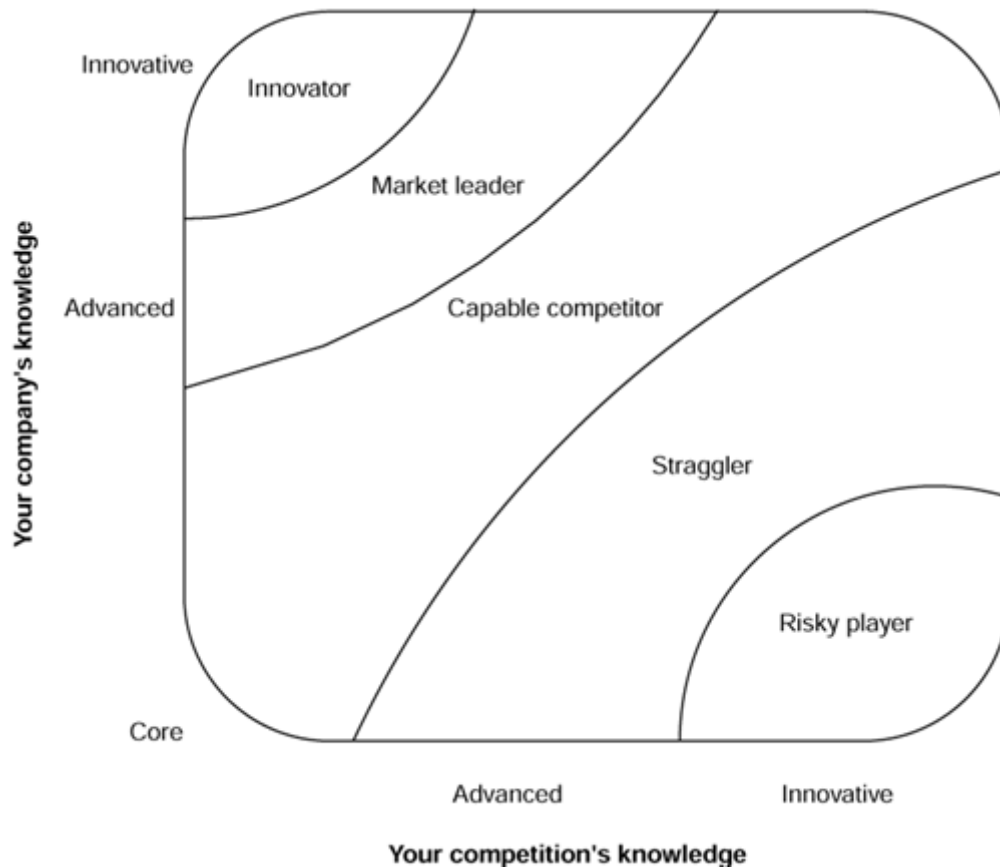 Innovative
Innovator
Market leader
Your company's knowledge
Advanced
Capable competitor
Straggler
Risky player
Core
Advanced
Innovative
Your competition's knowledge